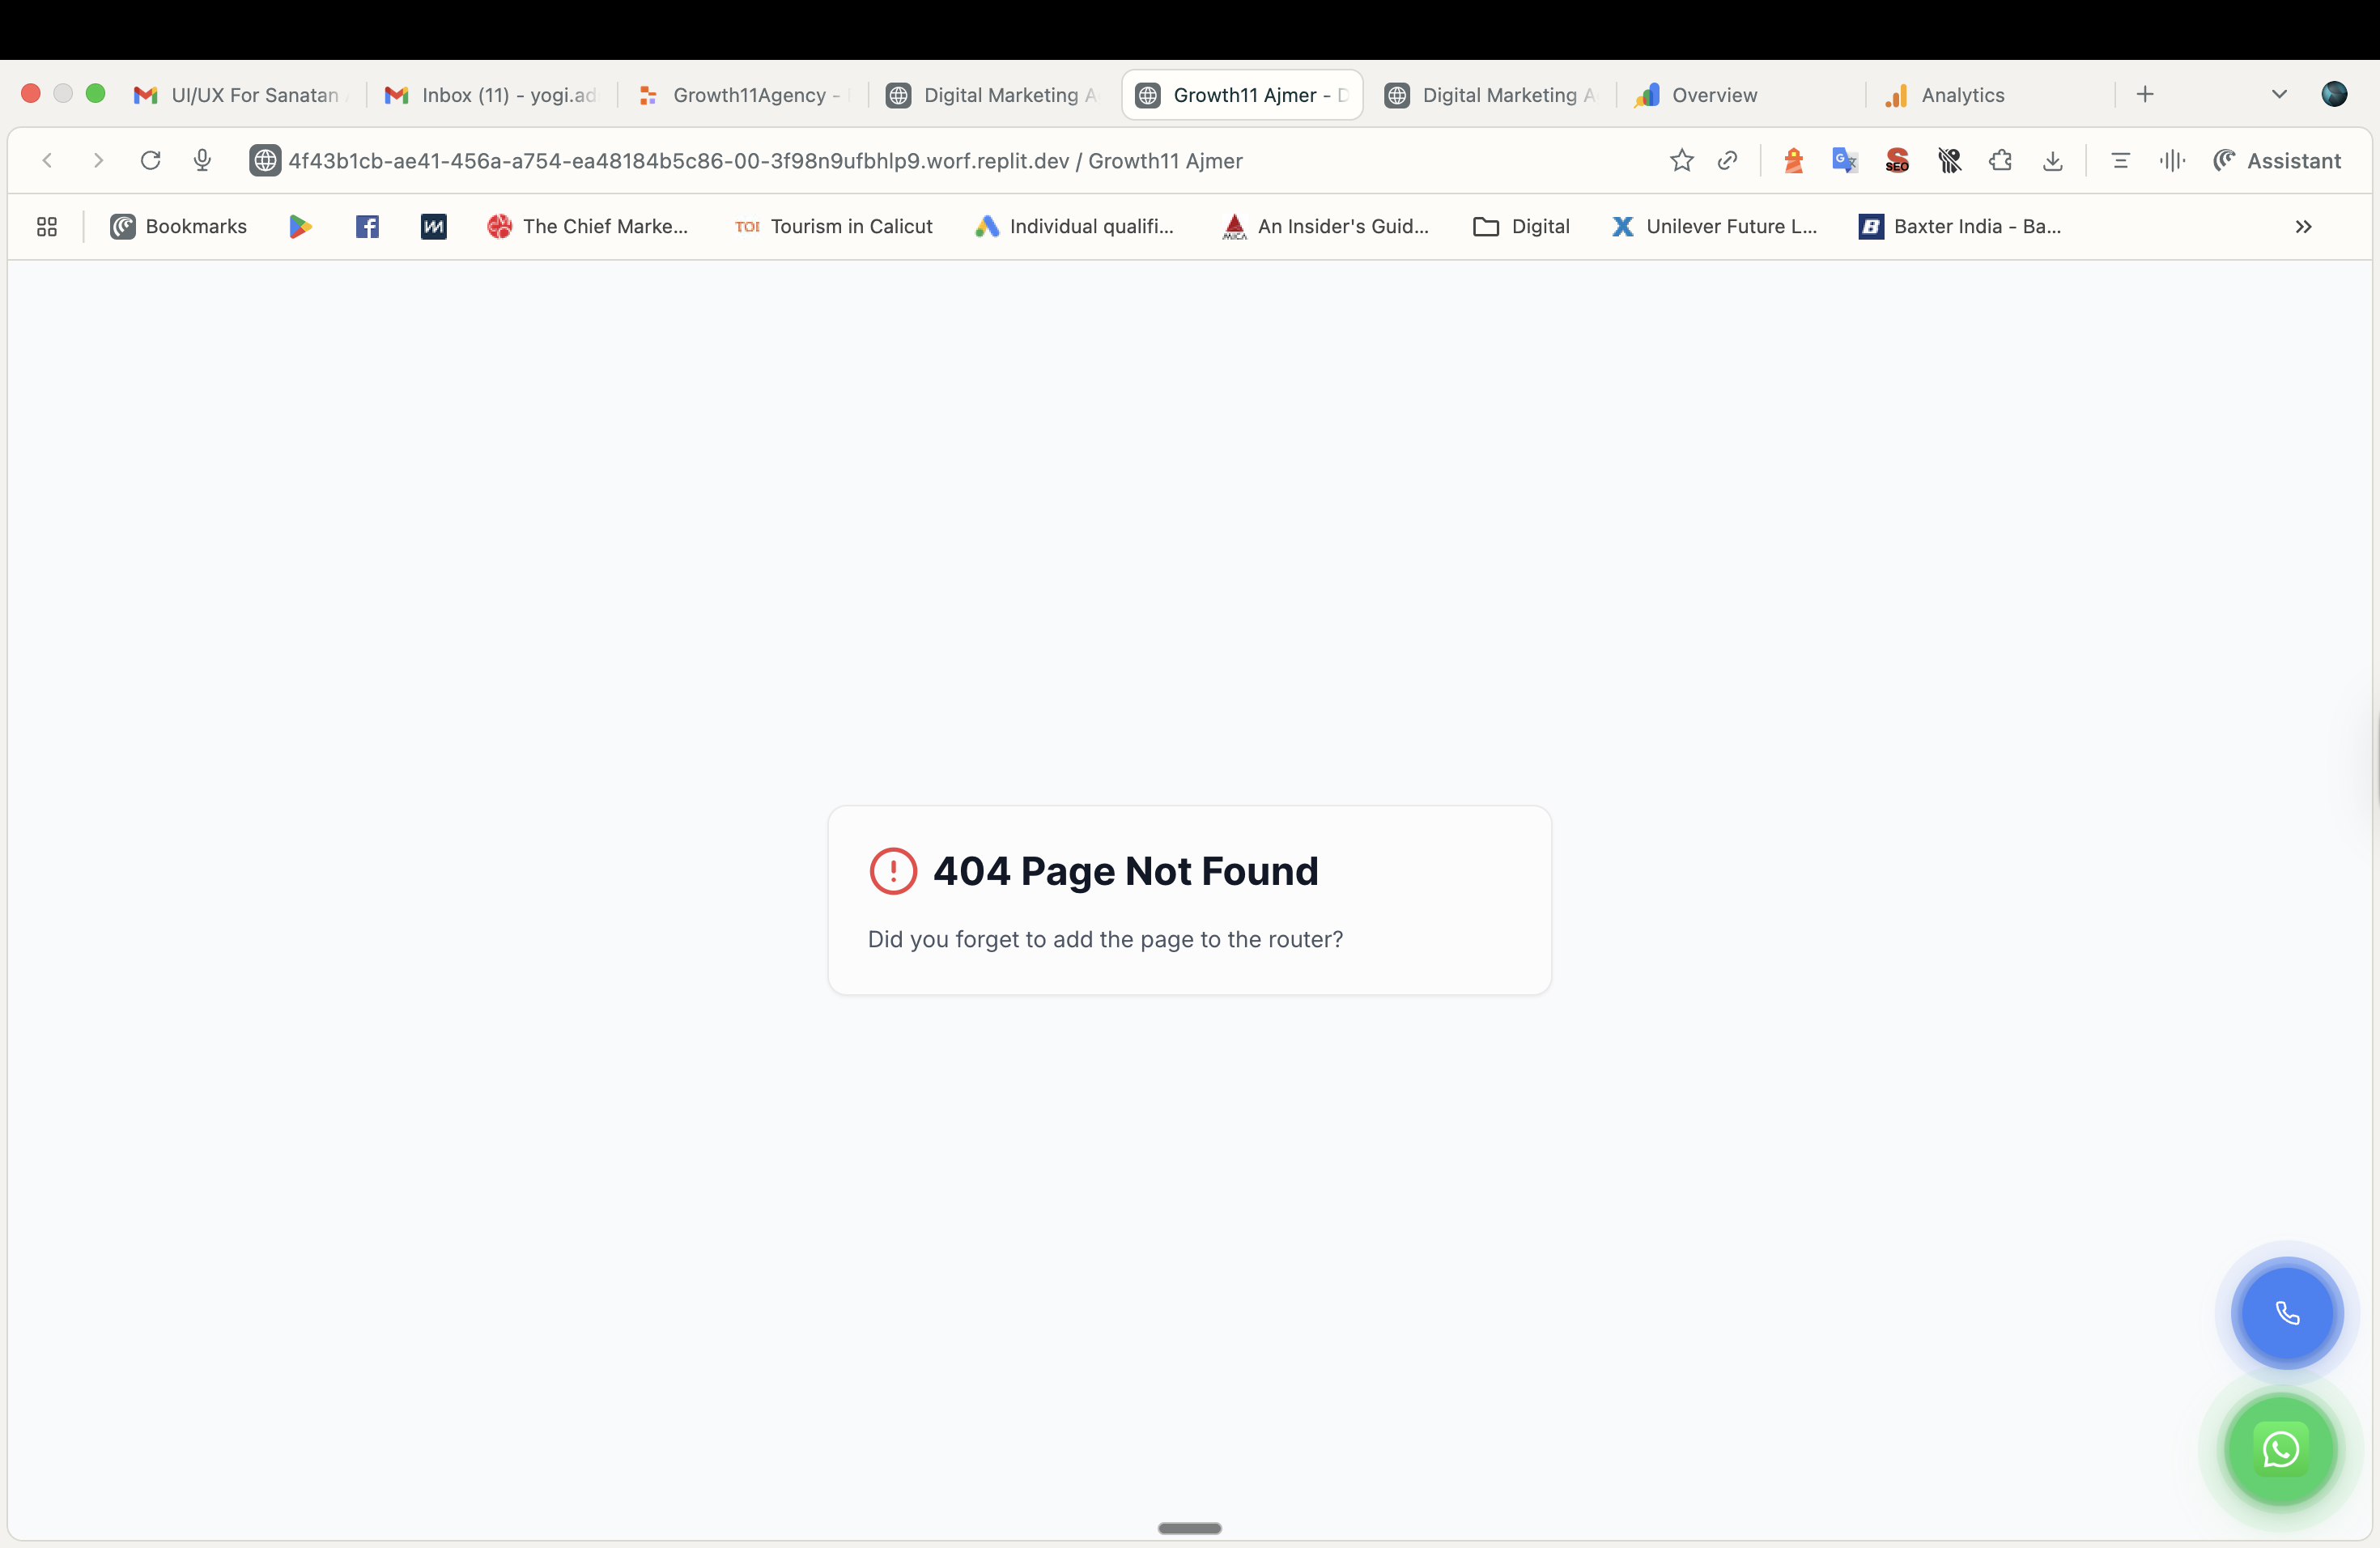 UI/UX For Sanatan
Inbox (11) - yogi.ad
Growth11Agency -
Digital Marketing A
Growth11 Ajmer - D
Digital Marketing A
Overview
Analytics
4f43b1cb-ae41-456a-a754-ea48184b5c86-00-3f98n9ufbhlp9.worf.replit.dev / Growth11 Ajmer
SEO
Assistant
Bookmarks
The Chief Marke...
TOI
Tourism in Calicut
Individual qualifi...
MICA
An Insider's Guid...
Digital
Unilever Future L...
Baxter India - Ba...
404 Page Not Found
Did you forget to add the page to the router?